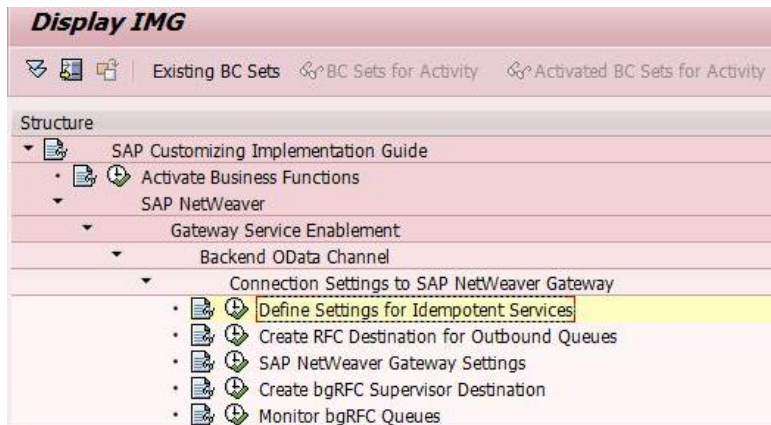 Display IMG
Existing BC Sets BC Sets for Activity Activated BC Sets for Activity
Structure
SAP Customizing Implementation Guide
Activate Business Functions
SAP NetWeaver
Gateway Service Enablement
Backend OData Channel
Connection Settings to SAP NetWeaver Gateway
Define Settings for Idempotent Services
Create RFC Destination for Outbound Queues
SAP NetWeaver Gateway Settings
Create bgRFC Supervisor Destination
Monitor bgRFC Queues